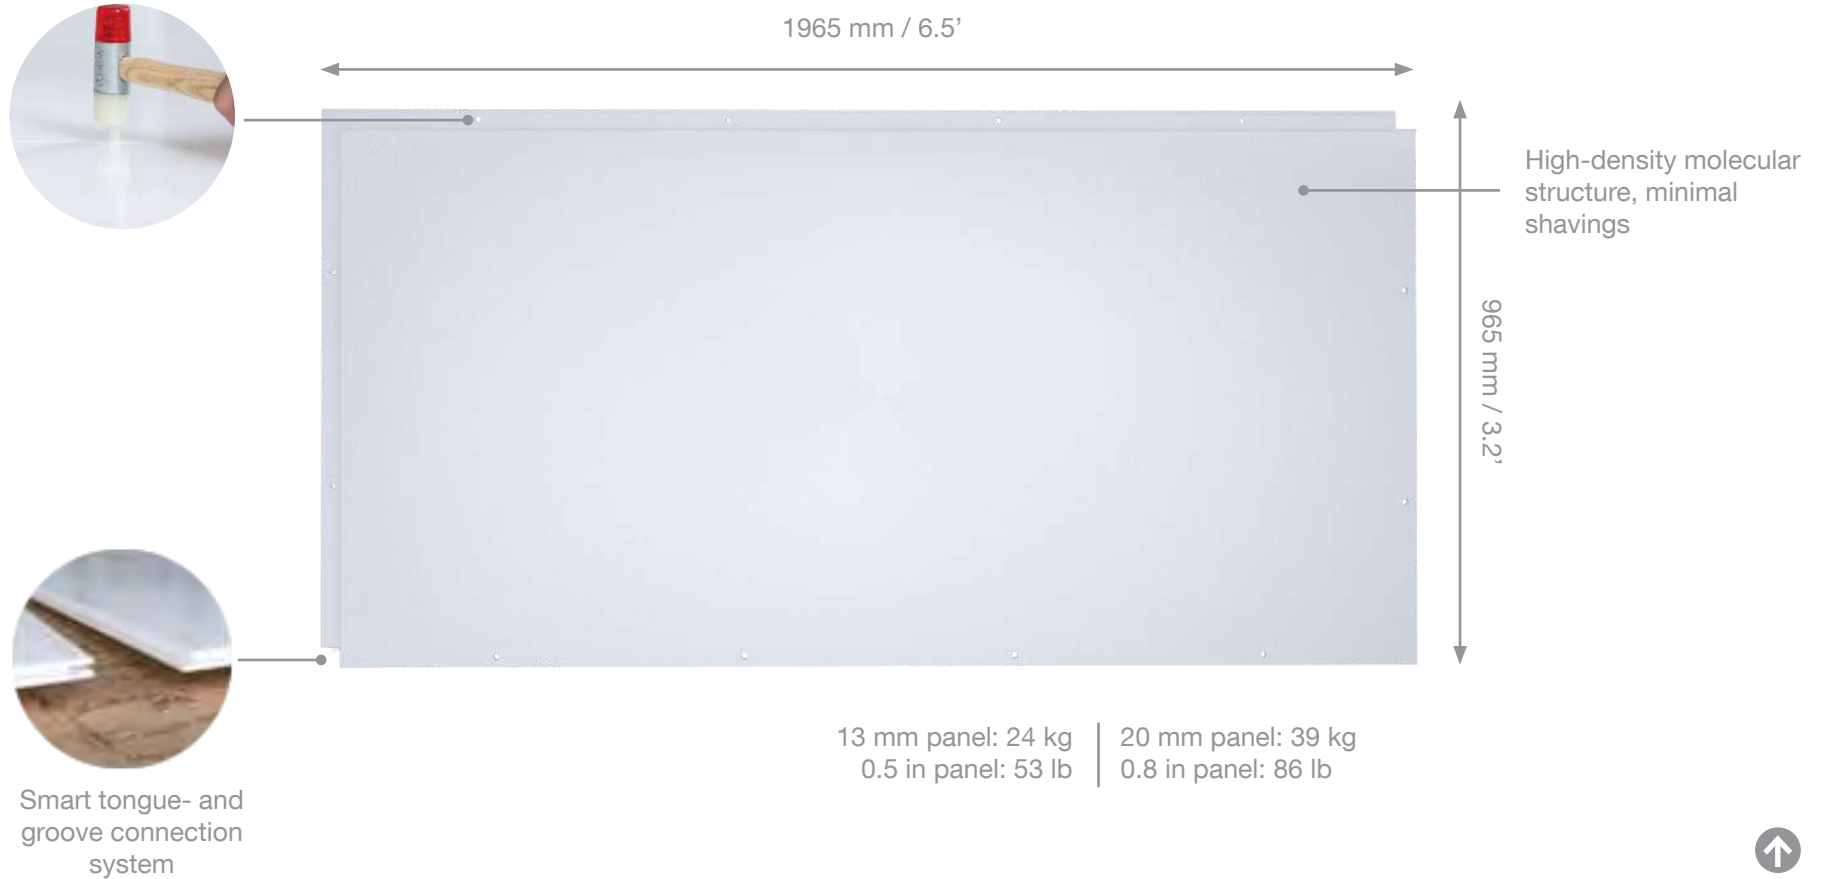 1965 mm / 6.5’
High-density molecular
structure, minimal
shavings
965 mm / 3.2’
13 mm panel: 24 kg
0.5 in panel: 53 lb
20 mm panel: 39 kg
0.8 in panel: 86 lb
Smart tongue- and
groove connection
system